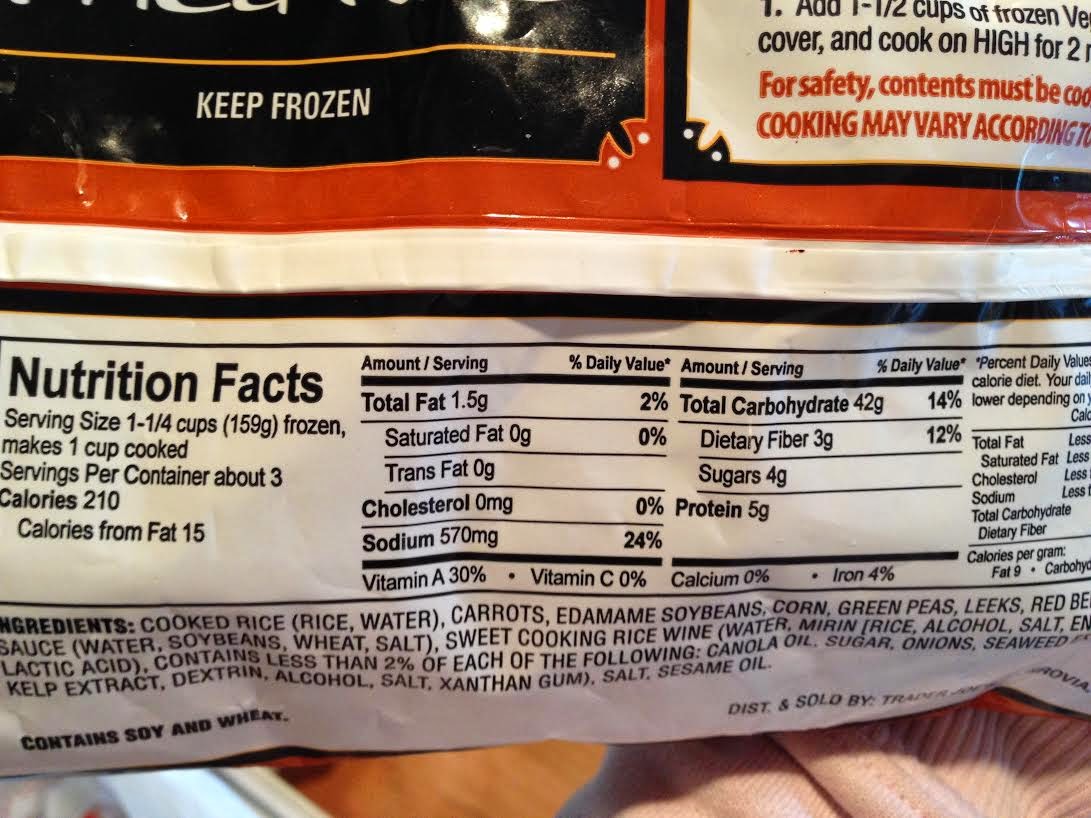 KEEP FROZEN
1. Add 1-1/2 cups of frozen
cover, and cook on HIGH for 2
For safety, contents must be
COOKING MAY VARY ACCORDING
Nutrition Facts
Serving Size 1-1/4 cups (159g) frozen,
makes 1 cup cooked
Servings Per Container about 3
Calories 210
Calories from Fat 15
Amount / Serving % Daily Value*
Total Fat 1.5g 2%
Saturated Fat 0g 0%
Trans Fat 0g
Cholesterol 0mg 0%
Sodium 570mg 24%
Amount / Serving % Daily Value*
Total Carbohydrate 42g 14%
Dietary Fiber 3g 12%
Sugars 4g
Protein 5g
Vitamin A 30% • Vitamin C 0% Calcium 0% • Iron 4%
*Percent Daily Values
calorie diet. Your
lower depending on
Total Fat Less
Saturated Fat Less
Cholesterol Less
Sodium Less
Total Carbohydrate
Dietary Fiber
Calories per gram:
Fat 9 •
INGREDIENTS: COOKED RICE (RICE, WATER), CARROTS, EDAMAME SOYBEANS, CORN, GREEN PEAS, LEEKS, RED
SAUCE (WATER, SOYBEANS, WHEAT, SALT), SWEET COOKING RICE WINE (WATER, MIRIN [RICE, ALCOHOL, SALT,
LACTIC ACID), CONTAINS LESS THAN 2% OF EACH OF THE FOLLOWING: CANOLA OIL, SUGAR, ONIONS, SEAWEED
KELP EXTRACT, DEXTRIN, ALCOHOL, SALT, XANTHAN GUM), SALT, SESAME OIL.
DIST. & SOLD BY: TRADER
CONTAINS SOY AND WHEAT.